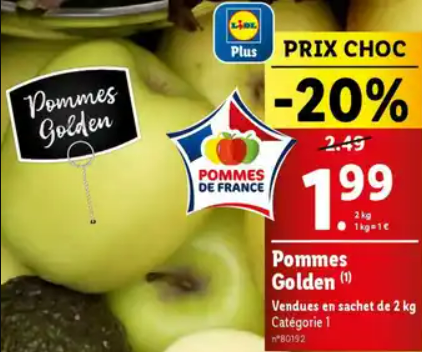 LIDL
Plus
PRIX CHOC
-20%
Pommes
Golden
POMMES
DE FRANCE
2.49
1.99
2 kg
1 kg=1€
Pommes
Golden (1)
Vendues en sachet de 2 kg
Catégorie 1
n°80192